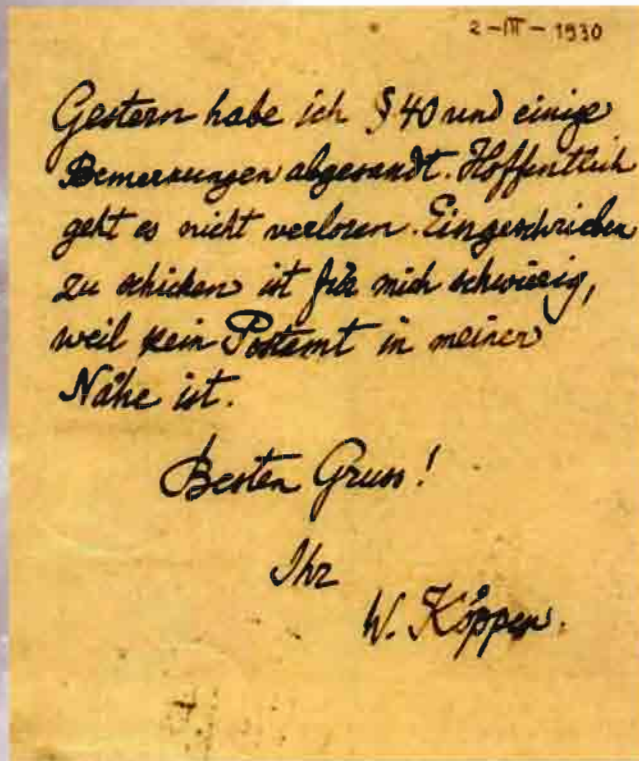 2-III-1930
Gestern habe ich § 40 und einige
Bemerkungen abgesandt. Hoffentlich
geht es nicht verloren. Eingeschrieben
zu schicken ist für mich schwierig,
weil kein Postamt in meiner
Nähe ist.
Besten Gruss!
Ihr
W. Köppen.